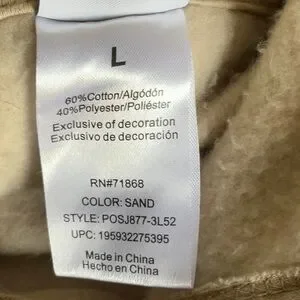 L
60%Cotton/Algodón
40%Polyester/Poliéster
Exclusive of decoration
Exclusivo de decoración
RN#71868
COLOR: SAND
STYLE: POSJ877-3L52
UPC: 195932275395
Made in China
Hecho en China